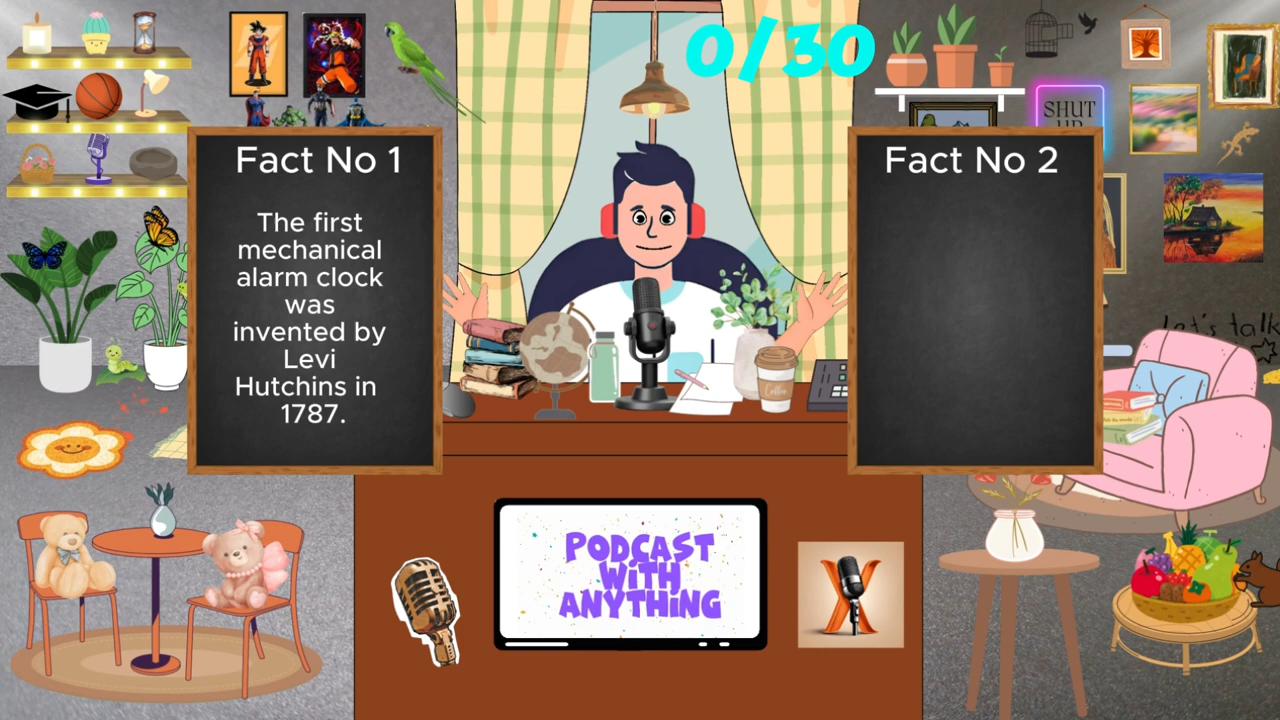 0/30
Fact No 1
The first
mechanical
alarm clock
was
invented by
Levi
Hutchins in
1787.
Fact No 2
SHUT
UP
Let's talk
Coffee
PODCAST
WITH
ANYTHING
X